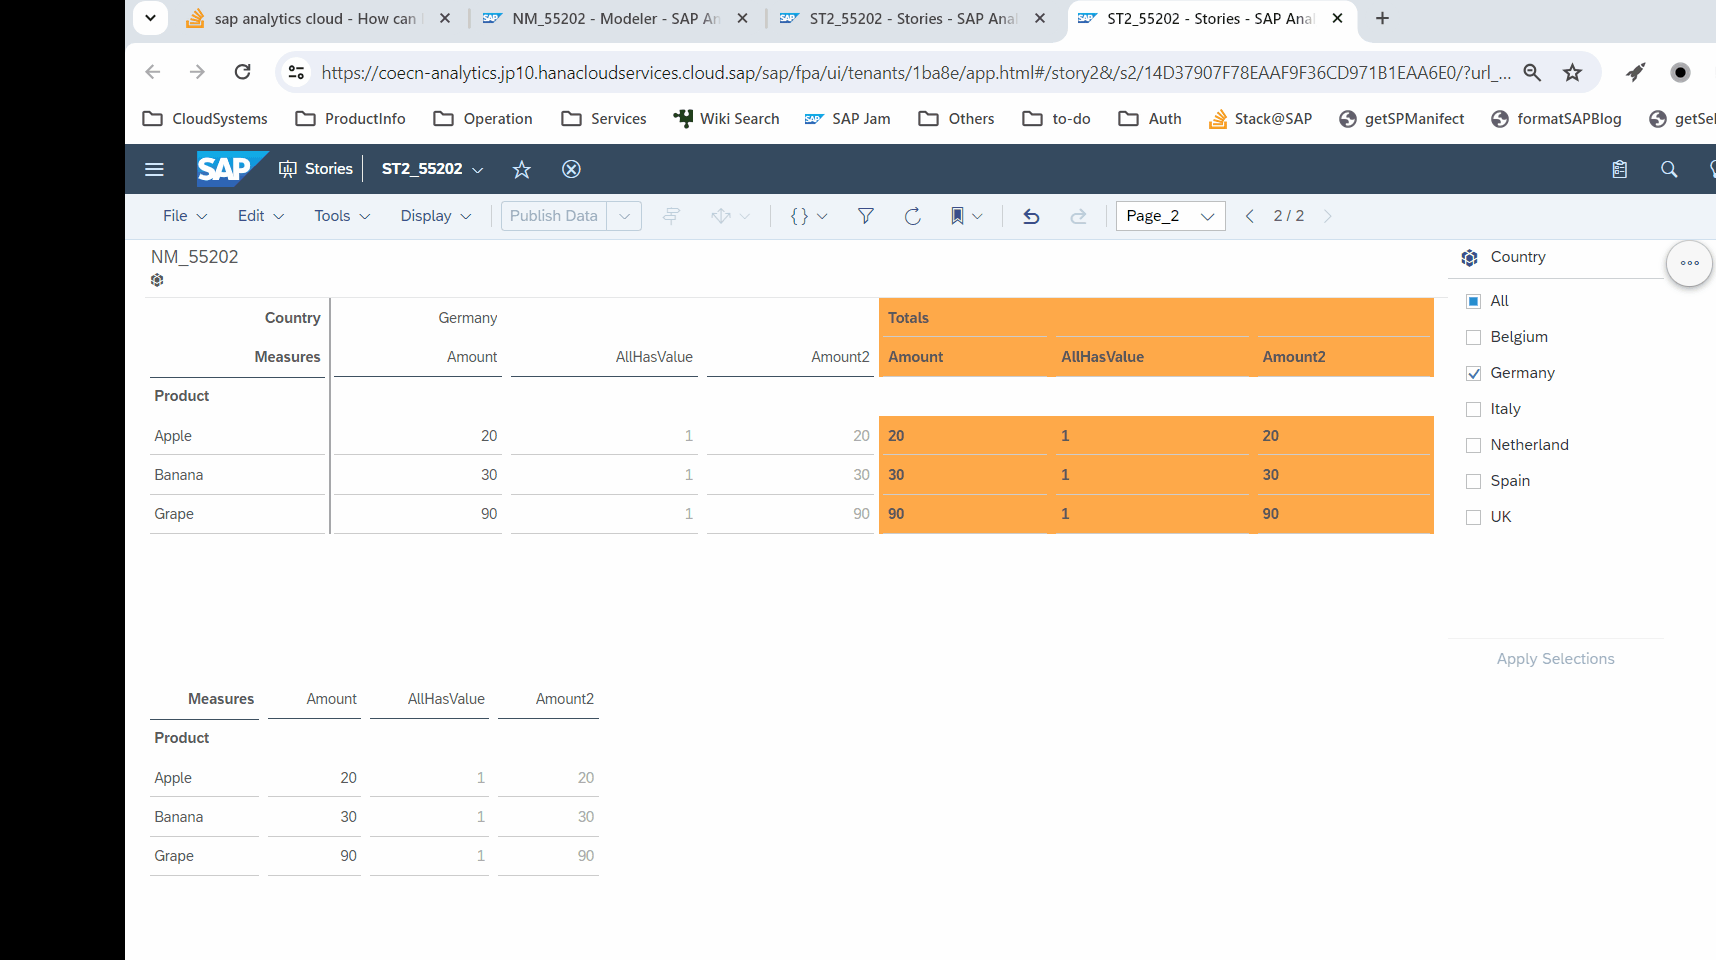 sap analytics cloud - How can
NM_55202 - Modeler - SAP An
ST2_55202 - Stories - SAP Anal
ST2_55202 - Stories - SAP Anal
https://coecn-analytics.jp10.hanacloudservices.cloud.sap/sap/fpa/ui/tenants/1ba8e/app.html#/story2&/s2/14D37907F78EAAF9F36CD971B1EAA6E0/?url_...
CloudSystems ProductInfo Operation Services Wiki Search SAP SAP Jam Others to-do Auth Stack@SAP getSPManifect formatSAPBlog getSel
SAP Stories ST2_55202
File Edit Tools Display Publish Data { } Page_2 2 / 2
NM_55202
Country Germany Totals
Measures Amount AllHasValue Amount2 Amount AllHasValue Amount2
Product
Apple 20 1 20 20 1 20
Banana 30 1 30 30 1 30
Grape 90 1 90 90 1 90
Country
All
Belgium
Germany
Italy
Netherland
Spain
UK
Apply Selections
Measures Amount AllHasValue Amount2
Product
Apple 20 1 20
Banana 30 1 30
Grape 90 1 90